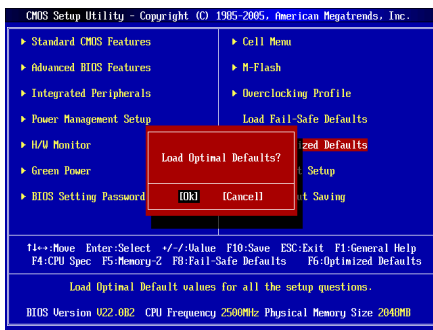 CMOS Setup Utility - Copyright (C) 1985-2005, American Megatrends, Inc.
Standard CMOS Features
Cell Menu
Advanced BIOS Features
M-Flash
Integrated Peripherals
Overclocking Profile
Power Management Setup
Load Fail-Safe Defaults
H/W Monitor
ized Defaults
Green Power
t Setup
BIOS Setting Password
ut Saving
Load Optimal Defaults?
[Ok] [Cancel]
↑↓←→:Move Enter:Select +/-/:Value F10:Save ESC:Exit F1:General Help
F4:CPU Spec F5:Memory-Z F8:Fail-Safe Defaults F6:Optimized Defaults
Load Optimal Default values for all the setup questions.
BIOS Version V22.0B2 CPU Frequency 2500MHz Physical Memory Size 2048MB